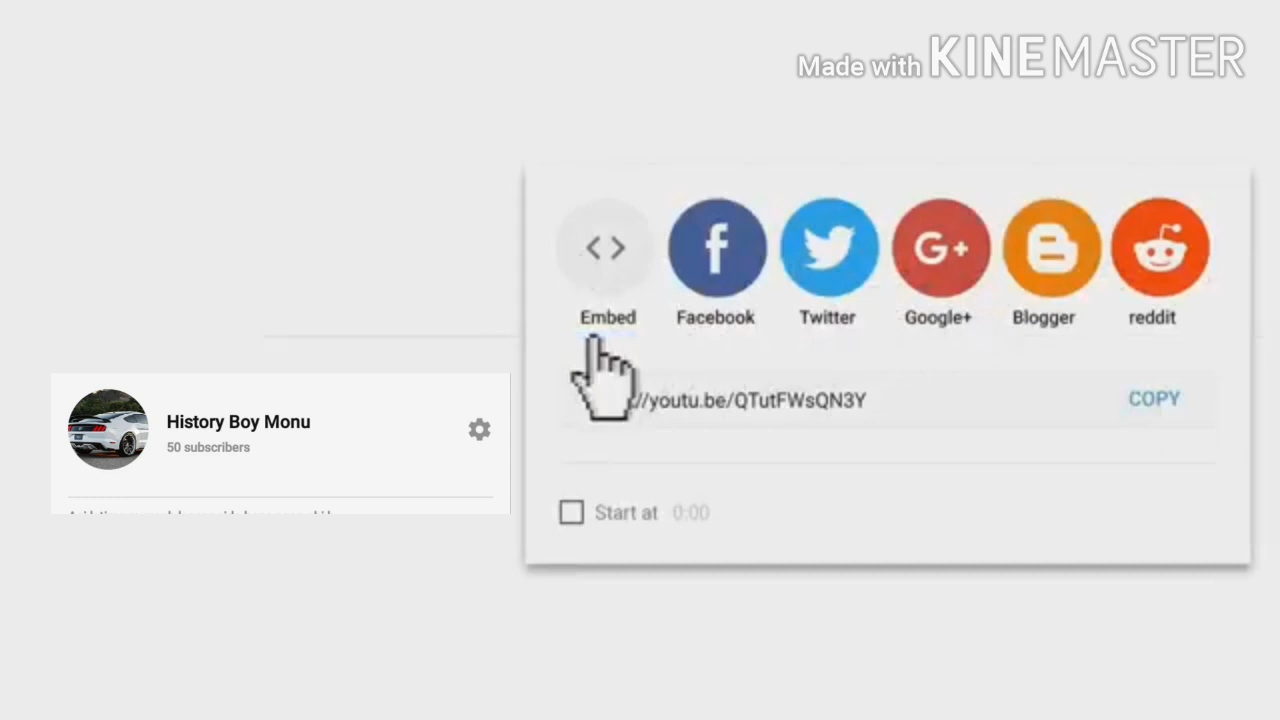 Made with KINEMASTER
Embed Facebook Twitter Google+ Blogger reddit
//youtu.be/QTutFWsQN3Y COPY
History Boy Monu
50 subscribers
Start at 0:00